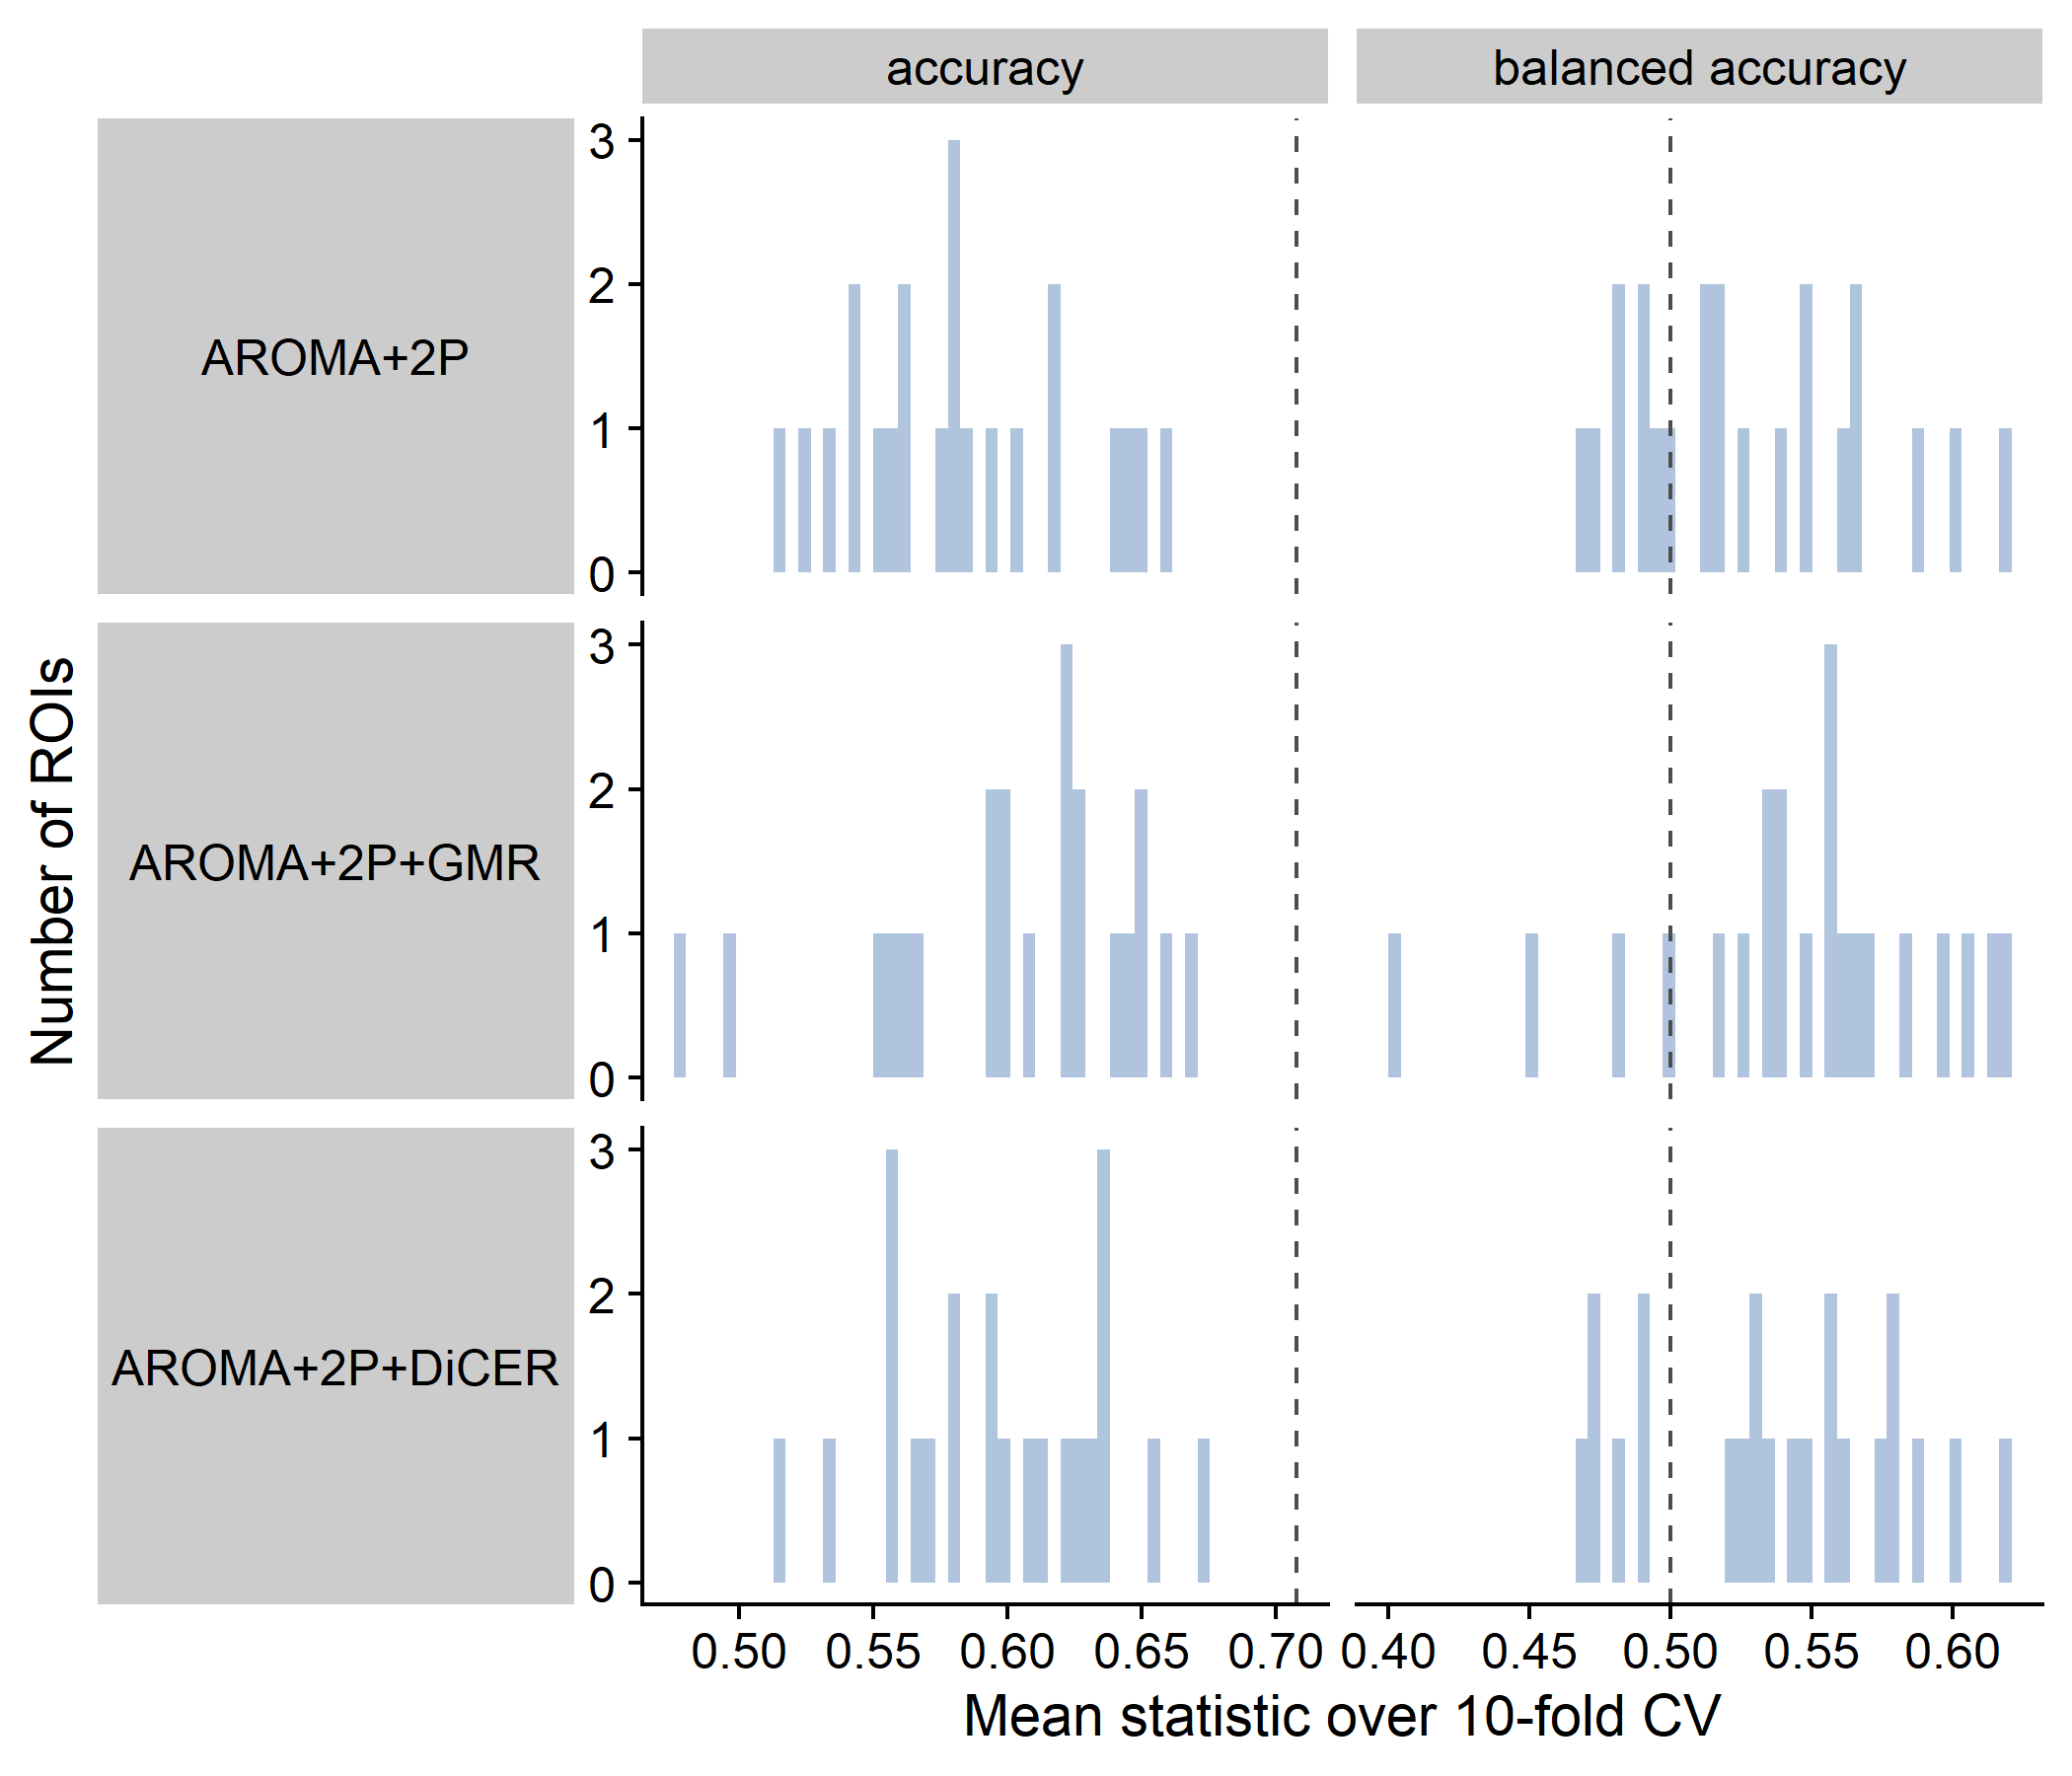 accuracy
balanced accuracy
Number of ROIs
AROMA+2P
3
2
1
0
AROMA+2P+GMR
3
2
1
0
AROMA+2P+DiCER
3
2
1
0
0.50 0.55 0.60 0.65 0.70 0.40 0.45 0.50 0.55 0.60
Mean statistic over 10-fold CV